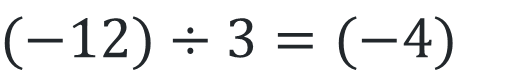 (−12) ÷ 3 = (−4)